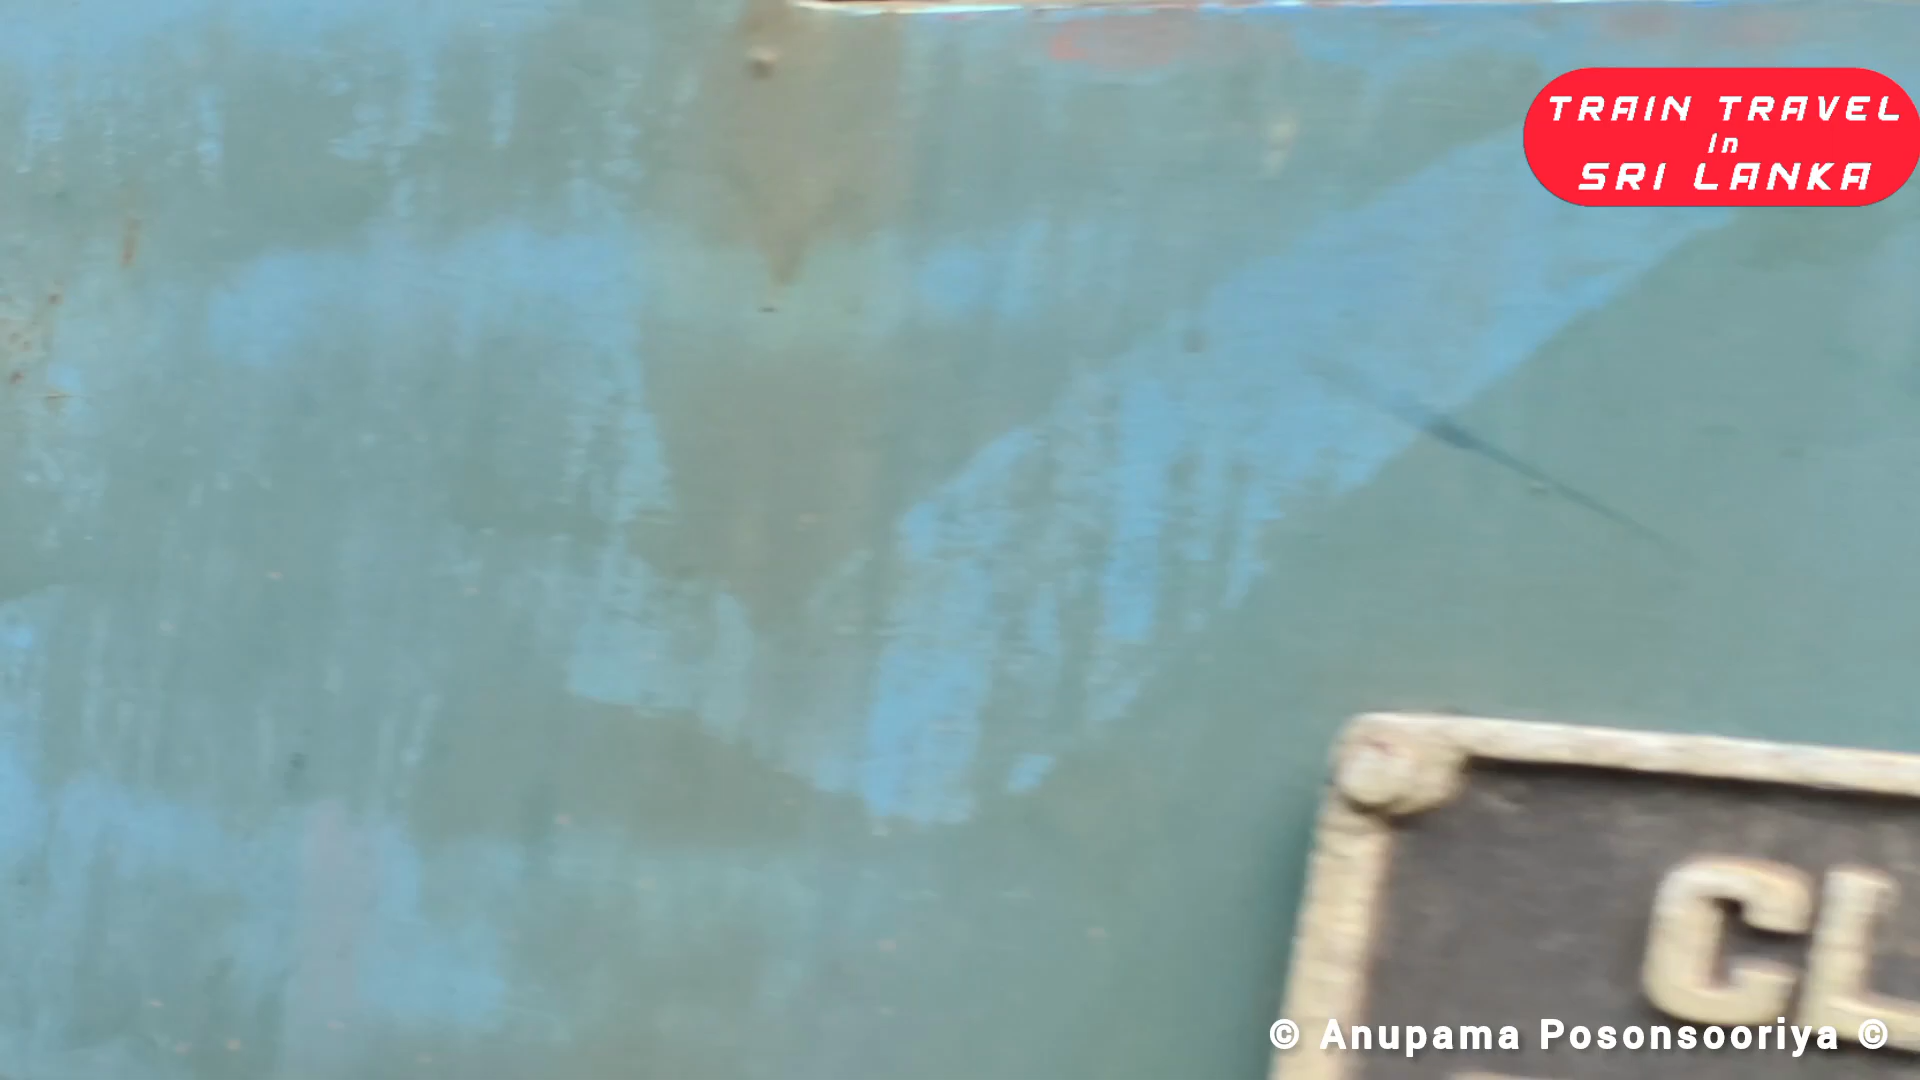 TRAIN TRAVEL
In
SRI LANKA
CL
© Anupama Posonsooriya ©